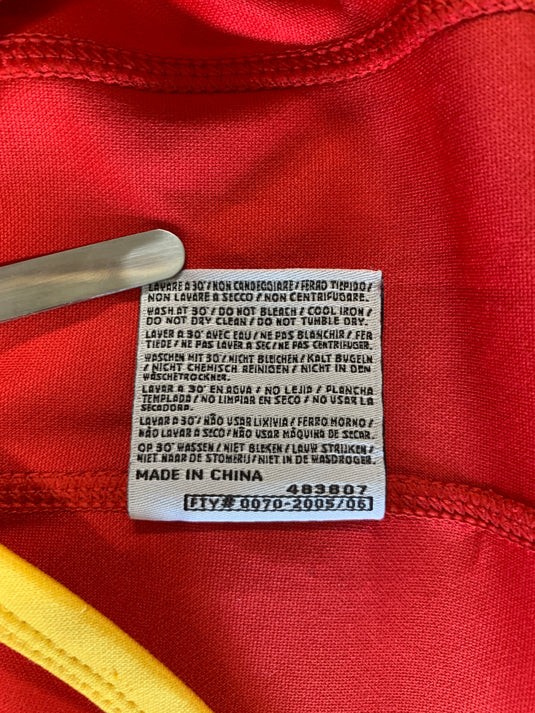 LAVARE A 30°/NON CANDEGGIARE/FERRO TIEPIDO/
NON LAVARE A SECCO/NON CENTRIFUGARE.
WASH AT 30°/DO NOT BLEACH/COOL IRON/
DO NOT DRY CLEAN/DO NOT TUMBLE DRY.
LAVER A 30° AVEC EAU/NE PAS BLANCHIR/FER
TIEDE/NE PAS LAVER A SEC/NE PAS CENTRIFUGER.
WASCHEN MIT 30°/NICHT BLEICHEN/KALT BUGELN
/NICHT CHEMISCH REINIGEN/NICHT IN DEN
WÄSCHETROCKNER.
LAVAR A 30° EN AGUA/NO LEJIA/PLANCHA
TEMPLADA/NO LIMPIAR EN SECO/NO USAR LA
SECADORA.
LAVAR A 30°/NÃO USAR LIXIVIA/FERRO MORNO/
NÃO LAVAR A SECO/NÃO USAR MÁQUINA DE SECAR.
OP 30° WASSEN/NIET BLEKEN/LAUW STRIJKEN/
NIET NAAR DE STOMERIJ/NIET IN DE WASDROGER.
MADE IN CHINA
483807
FTY# 0070-2005/06